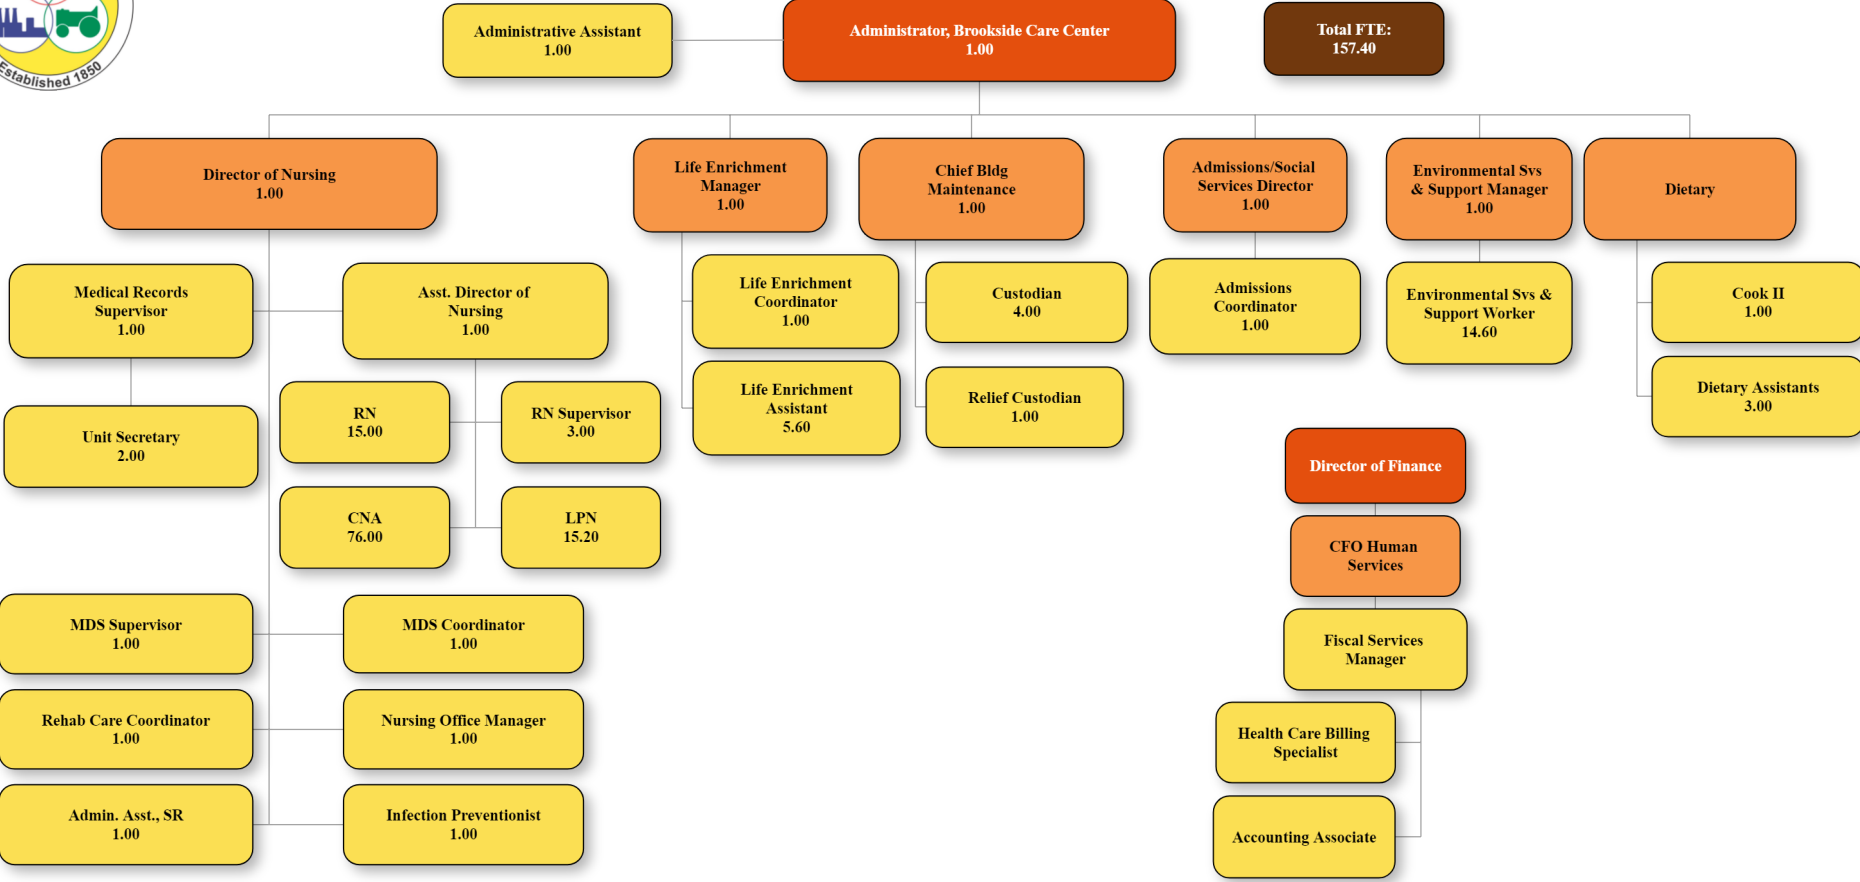 Established 1850
Administrative Assistant
1.00
Administrator, Brookside Care Center
1.00
Total FTE:
157.40
Director of Nursing
1.00
Life Enrichment
Manager
1.00
Chief Bldg
Maintenance
1.00
Admissions/Social
Services Director
1.00
Environmental Svs
& Support Manager
1.00
Dietary
Medical Records
Supervisor
1.00
Asst. Director of
Nursing
1.00
Life Enrichment
Coordinator
1.00
Custodian
4.00
Admissions
Coordinator
1.00
Environmental Svs &
Support Worker
14.60
Cook II
1.00
Unit Secretary
2.00
RN
15.00
RN Supervisor
3.00
Life Enrichment
Assistant
5.60
Relief Custodian
1.00
Dietary Assistants
3.00
CNA
76.00
LPN
15.20
Director of Finance
CFO Human
Services
MDS Supervisor
1.00
MDS Coordinator
1.00
Fiscal Services
Manager
Rehab Care Coordinator
1.00
Nursing Office Manager
1.00
Health Care Billing
Specialist
Admin. Asst., SR
1.00
Infection Preventionist
1.00
Accounting Associate